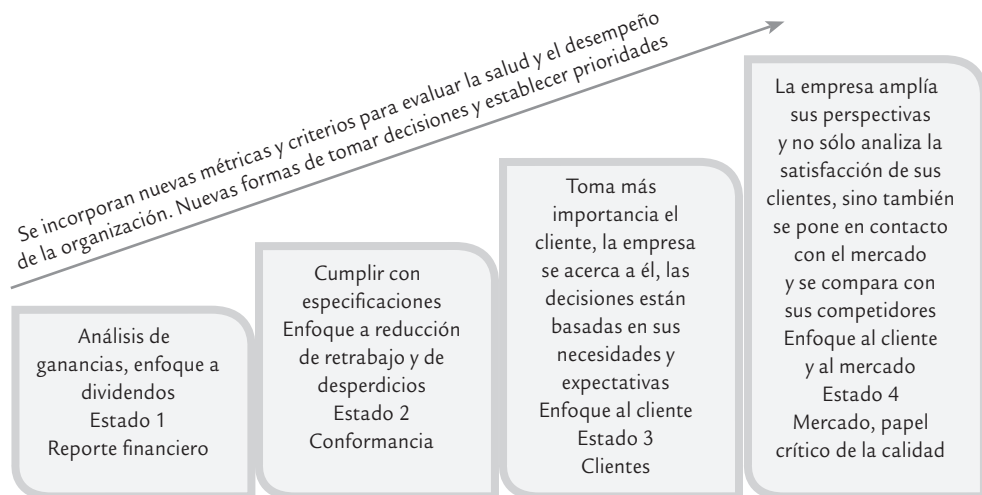 Se incorporan nuevas métricas y criterios para evaluar la salud y el desempeño
de la organización. Nuevas formas de tomar decisiones y establecer prioridades
Análisis de
ganancias, enfoque a
dividendos
Estado 1
Reporte financiero
Cumplir con
especificaciones
Enfoque a reducción
de retrabajo y de
desperdicios
Estado 2
Conformancia
Toma más
importancia el
cliente, la empresa
se acerca a él, las
decisiones están
basadas en sus
necesidades y
expectativas
Enfoque al cliente
Estado 3
Clientes
La empresa amplía
sus perspectivas
y no sólo analiza la
satisfacción de sus
clientes, sino también
se pone en contacto
con el mercado
y se compara con
sus competidores
Enfoque al cliente
y al mercado
Estado 4
Mercado, papel
crítico de la calidad